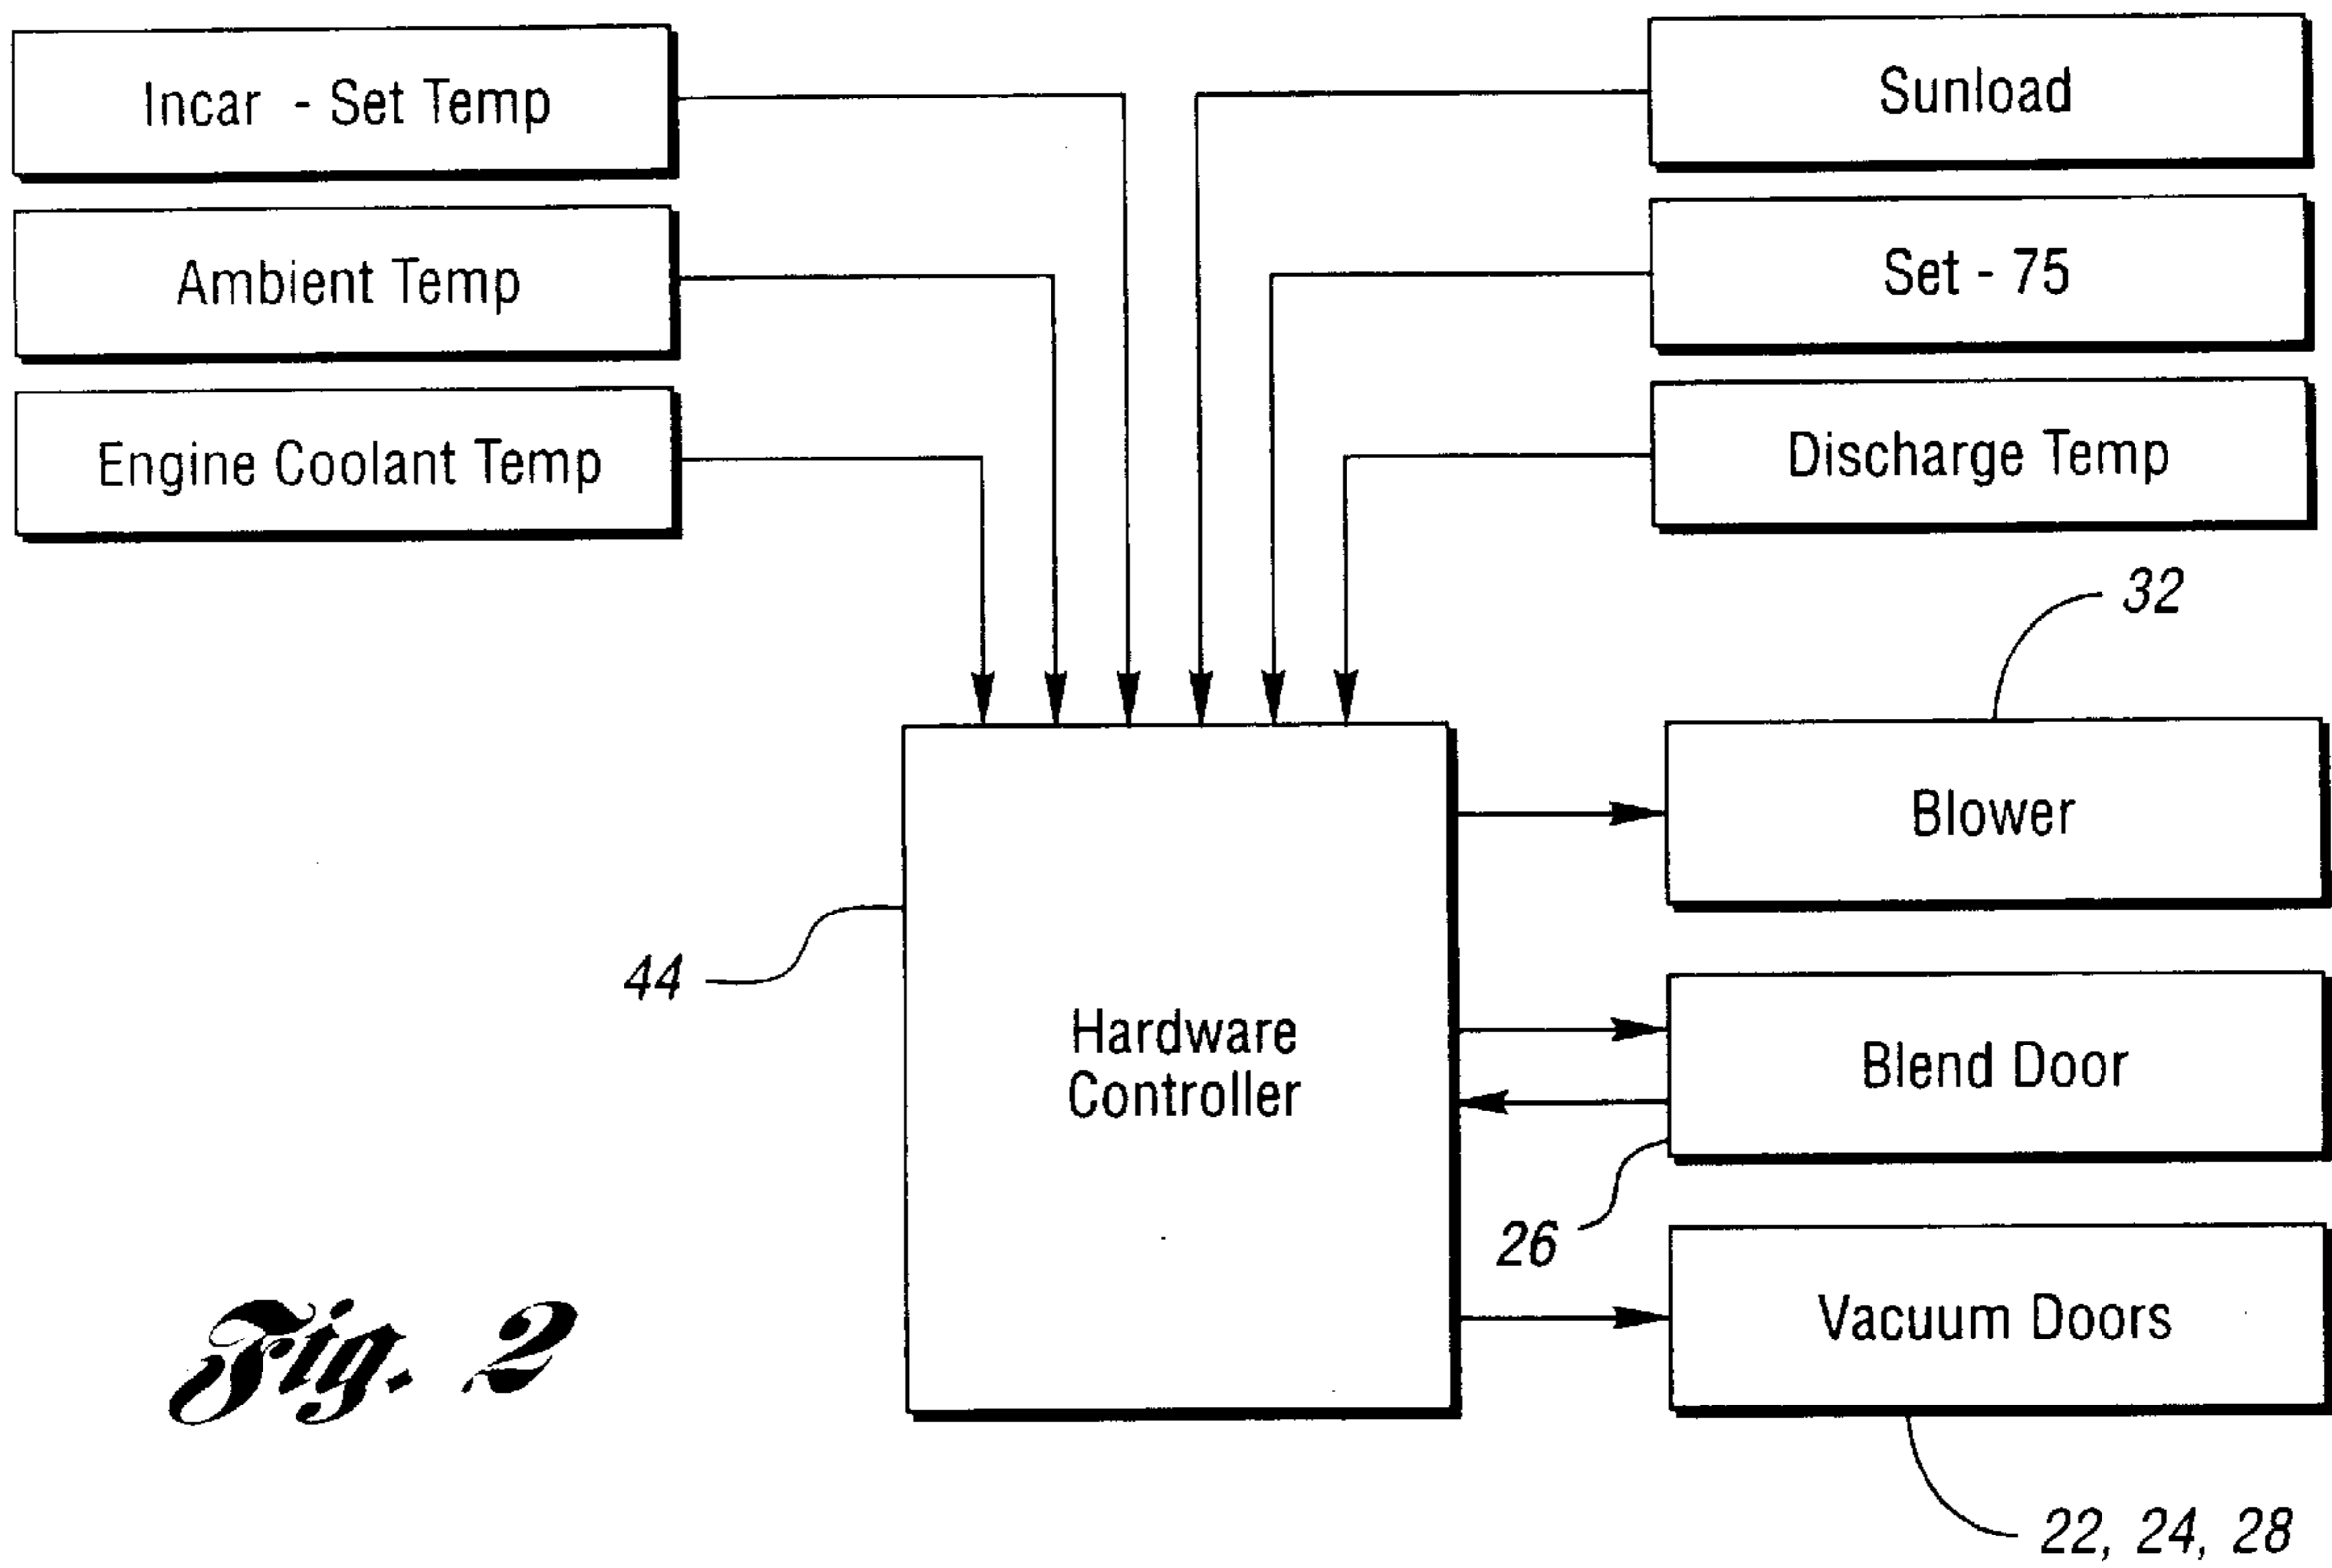 Incar - Set Temp
Sunload
Ambient Temp
Set - 75
Engine Coolant Temp
Discharge Temp
32
Blower
44
Hardware
Controller
Blend Door
26
Vacuum Doors
Fig. 2
22, 24, 28